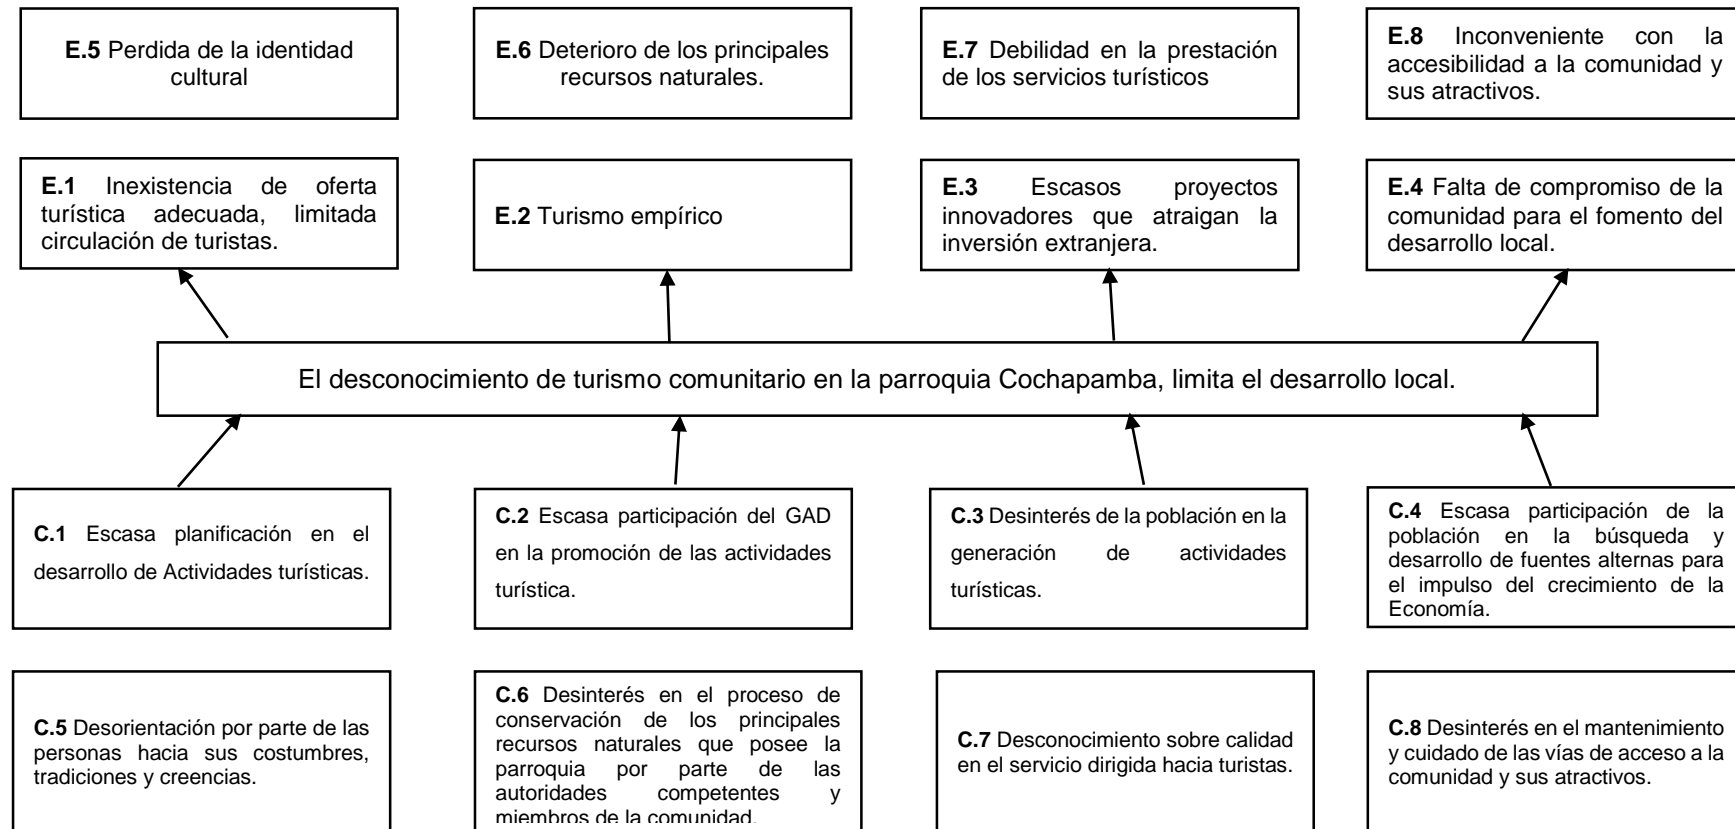 E.5 Perdida de la identidad
cultural
E.6 Deterioro de los principales
recursos naturales.
E.7 Debilidad en la prestación
de los servicios turísticos
E.8 Inconveniente con la
accesibilidad a la comunidad y
sus atractivos.
E.1 Inexistencia de oferta
turística adecuada, limitada
circulación de turistas.
E.2 Turismo empírico
E.3 Escasos proyectos
innovadores que atraigan la
inversión extranjera.
E.4 Falta de compromiso de la
comunidad para el fomento del
desarrollo local.
El desconocimiento de turismo comunitario en la parroquia Cochapamba, limita el desarrollo local.
C.1 Escasa planificación en el
desarrollo de Actividades turísticas.
C.2 Escasa participación del GAD
en la promoción de las actividades
turística.
C.3 Desinterés de la población en la
generación de actividades
turísticas.
C.4 Escasa participación de la
población en la búsqueda y
desarrollo de fuentes alternas para
el impulso del crecimiento de la
Economía.
C.5 Desorientación por parte de las
personas hacia sus costumbres,
tradiciones y creencias.
C.6 Desinterés en el proceso de
conservación de los principales
recursos naturales que posee la
parroquia por parte de las
autoridades competentes y
miembros de la comunidad.
C.7 Desconocimiento sobre calidad
en el servicio dirigida hacia turistas.
C.8 Desinterés en el mantenimiento
y cuidado de las vías de acceso a la
comunidad y sus atractivos.